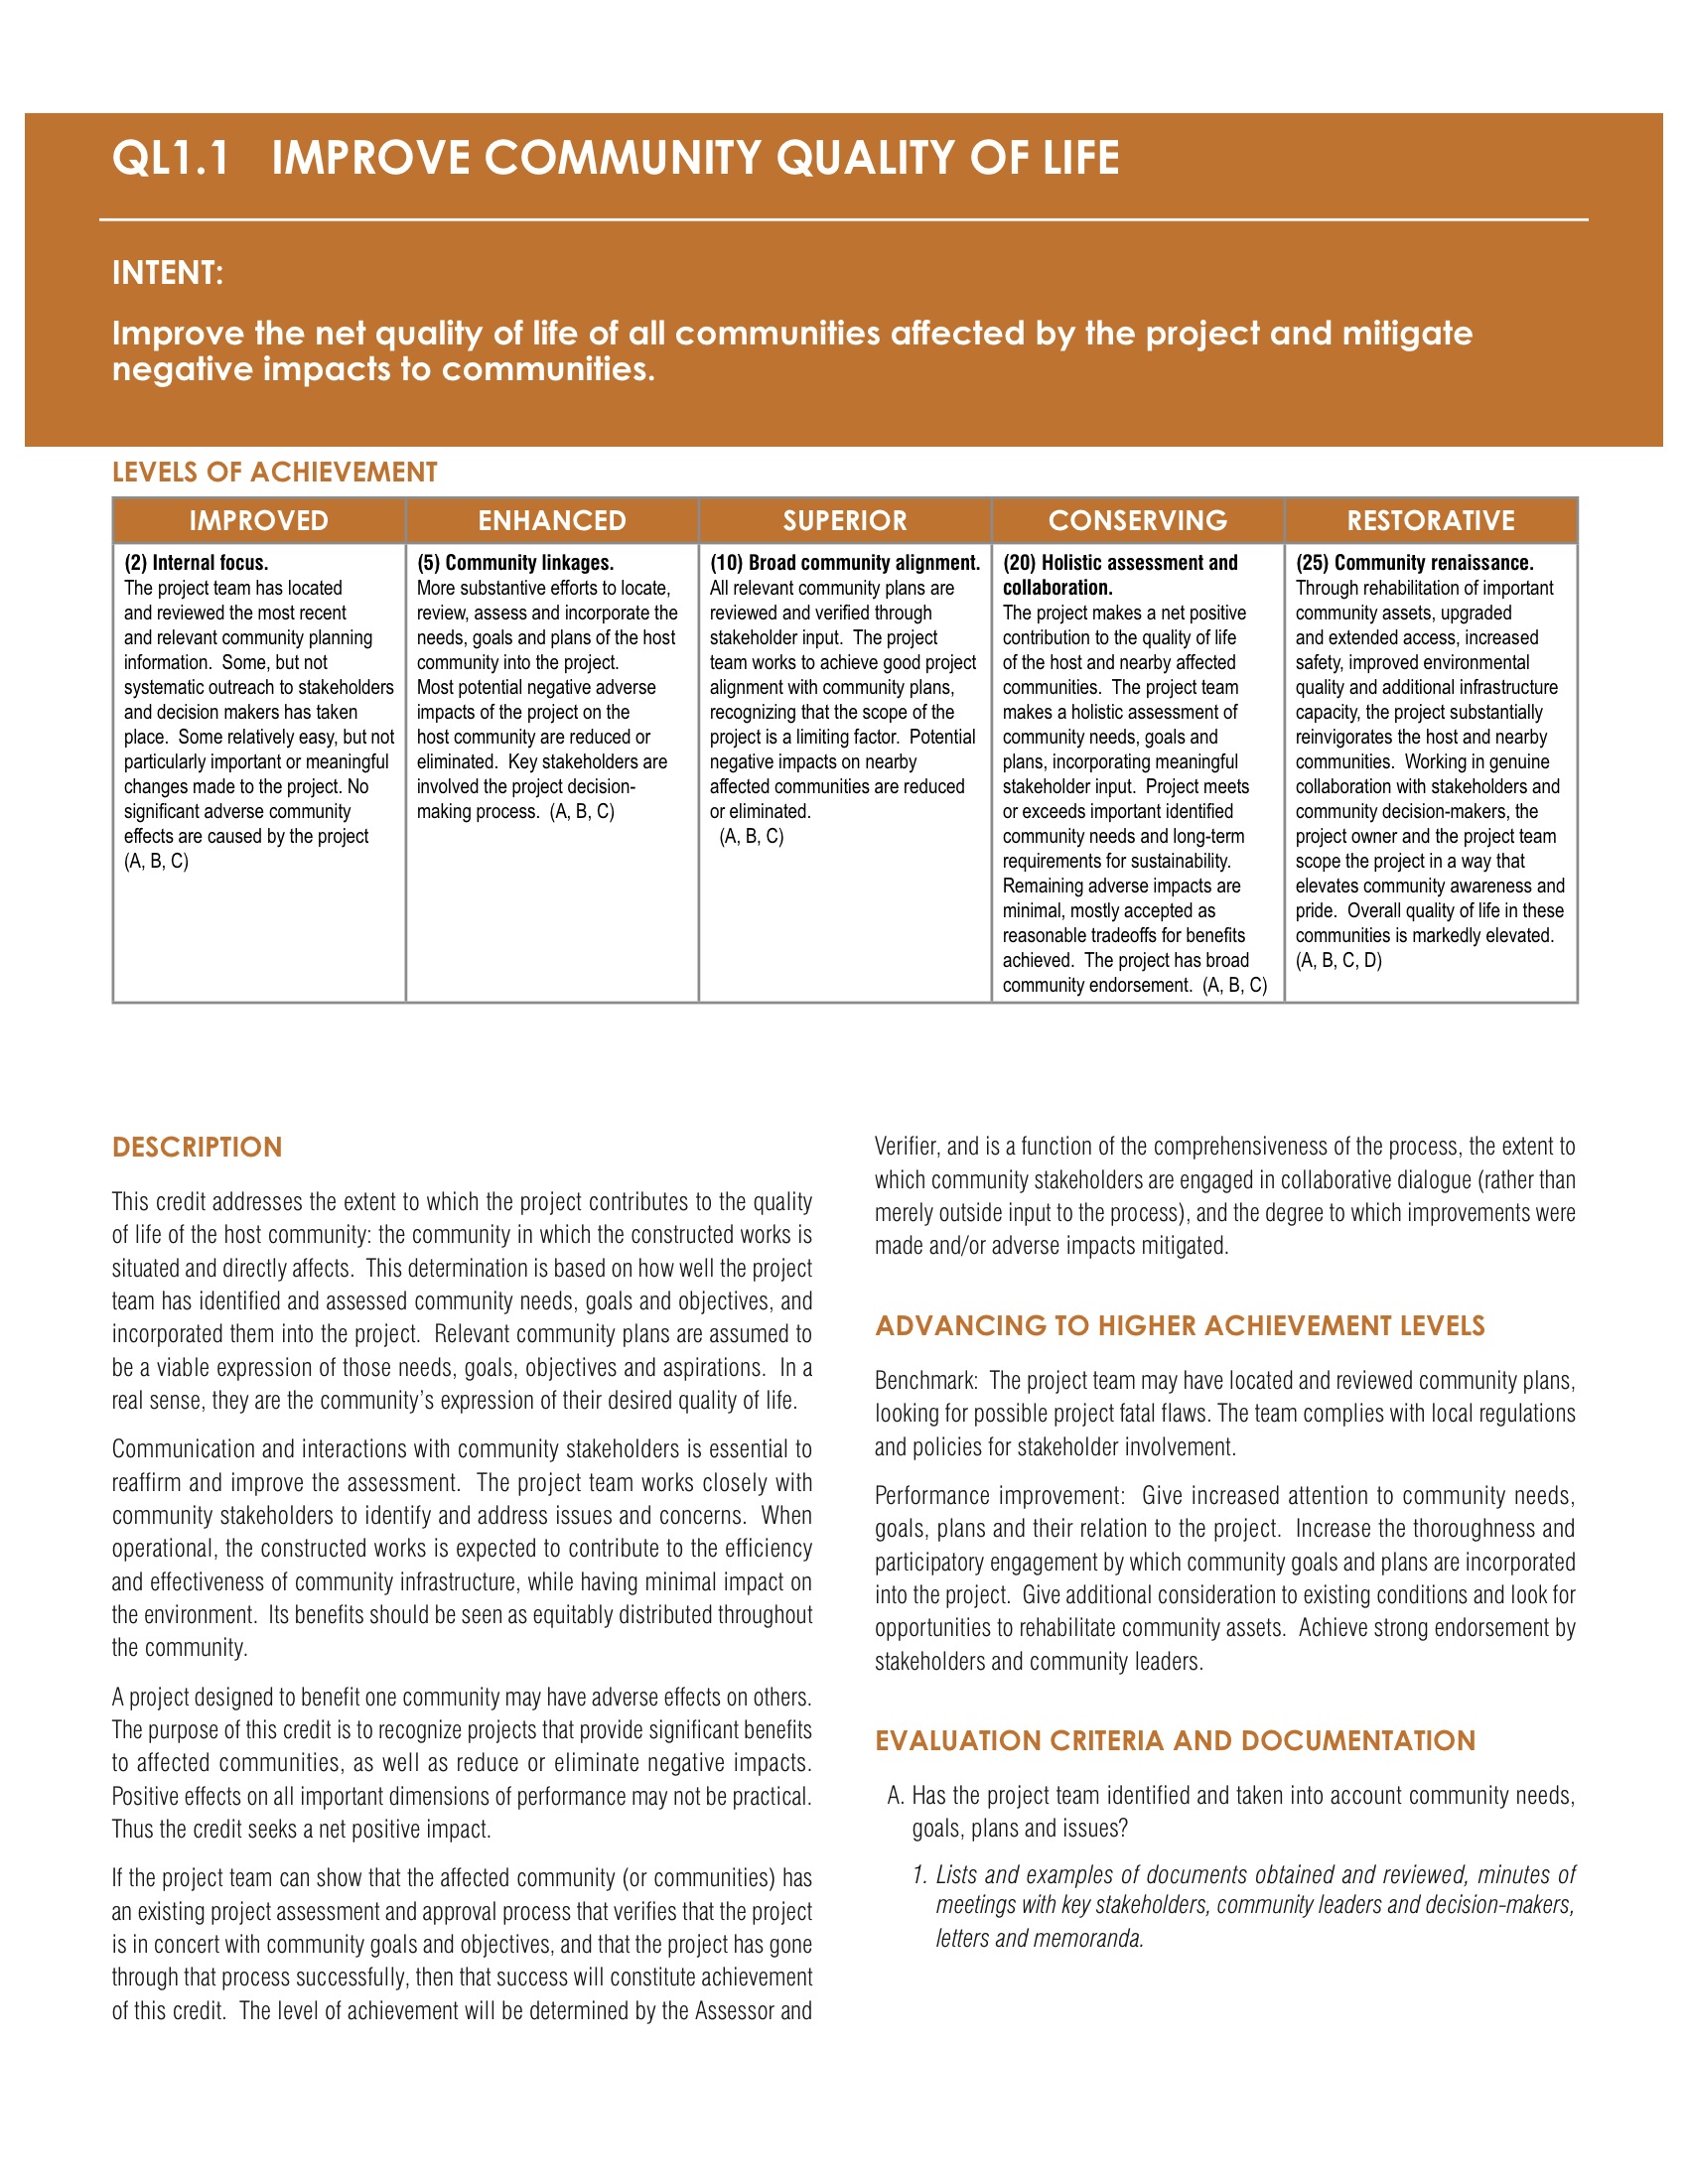 QL1.1 IMPROVE COMMUNITY QUALITY OF LIFE
INTENT:
Improve the net quality of life of all communities affected by the project and mitigate
negative impacts to communities.
LEVELS OF ACHIEVEMENT
IMPROVED
ENHANCED
SUPERIOR
CONSERVING
RESTORATIVE
(2) Internal focus.
The project team has located
and reviewed the most recent
and relevant community planning
information. Some, but not
systematic outreach to stakeholders
and decision makers has taken
place. Some relatively easy, but not
particularly important or meaningful
changes made to the project. No
significant adverse community
effects are caused by the project
(A, B, C)
(5) Community linkages.
More substantive efforts to locate,
review, assess and incorporate the
needs, goals and plans of the host
community into the project.
Most potential negative adverse
impacts of the project on the
host community are reduced or
eliminated. Key stakeholders are
involved the project decision-
making process. (A, B, C)
(10) Broad community alignment.
All relevant community plans are
reviewed and verified through
stakeholder input. The project
team works to achieve good project
alignment with community plans,
recognizing that the scope of the
project is a limiting factor. Potential
negative impacts on nearby
affected communities are reduced
or eliminated.
(A, B, C)
(20) Holistic assessment and
collaboration.
The project makes a net positive
contribution to the quality of life
of the host and nearby affected
communities. The project team
makes a holistic assessment of
community needs, goals and
plans, incorporating meaningful
stakeholder input. Project meets
or exceeds important identified
community needs and long-term
requirements for sustainability.
Remaining adverse impacts are
minimal, mostly accepted as
reasonable tradeoffs for benefits
achieved. The project has broad
community endorsement. (A, B, C)
(25) Community renaissance.
Through rehabilitation of important
community assets, upgraded
and extended access, increased
safety, improved environmental
quality and additional infrastructure
capacity, the project substantially
reinvigorates the host and nearby
communities. Working in genuine
collaboration with stakeholders and
community decision-makers, the
project owner and the project team
scope the project in a way that
elevates community awareness and
pride. Overall quality of life in these
communities is markedly elevated.
(A, B, C, D)
DESCRIPTION
This credit addresses the extent to which the project contributes to the quality
of life of the host community: the community in which the constructed works is
situated and directly affects. This determination is based on how well the project
team has identified and assessed community needs, goals and objectives, and
incorporated them into the project. Relevant community plans are assumed to
be a viable expression of those needs, goals, objectives and aspirations. In a
real sense, they are the community's expression of their desired quality of life.
Communication and interactions with community stakeholders is essential to
reaffirm and improve the assessment. The project team works closely with
community stakeholders to identify and address issues and concerns. When
operational, the constructed works is expected to contribute to the efficiency
and effectiveness of community infrastructure, while having minimal impact on
the environment. Its benefits should be seen as equitably distributed throughout
the community.
A project designed to benefit one community may have adverse effects on others.
The purpose of this credit is to recognize projects that provide significant benefits
to affected communities, as well as reduce or eliminate negative impacts.
Positive effects on all important dimensions of performance may not be practical.
Thus the credit seeks a net positive impact.
If the project team can show that the affected community (or communities) has
an existing project assessment and approval process that verifies that the project
is in concert with community goals and objectives, and that the project has gone
through that process successfully, then that success will constitute achievement
of this credit. The level of achievement will be determined by the Assessor and
Verifier, and is a function of the comprehensiveness of the process, the extent to
which community stakeholders are engaged in collaborative dialogue (rather than
merely outside input to the process), and the degree to which improvements were
made and/or adverse impacts mitigated.
ADVANCING TO HIGHER ACHIEVEMENT LEVELS
Benchmark: The project team may have located and reviewed community plans,
looking for possible project fatal flaws. The team complies with local regulations
and policies for stakeholder involvement.
Performance improvement: Give increased attention to community needs,
goals, plans and their relation to the project. Increase the thoroughness and
participatory engagement by which community goals and plans are incorporated
into the project. Give additional consideration to existing conditions and look for
opportunities to rehabilitate community assets. Achieve strong endorsement by
stakeholders and community leaders.
EVALUATION CRITERIA AND DOCUMENTATION
A. Has the project team identified and taken into account community needs,
goals, plans and issues?
1. Lists and examples of documents obtained and reviewed, minutes of
meetings with key stakeholders, community leaders and decision-makers,
letters and memoranda.